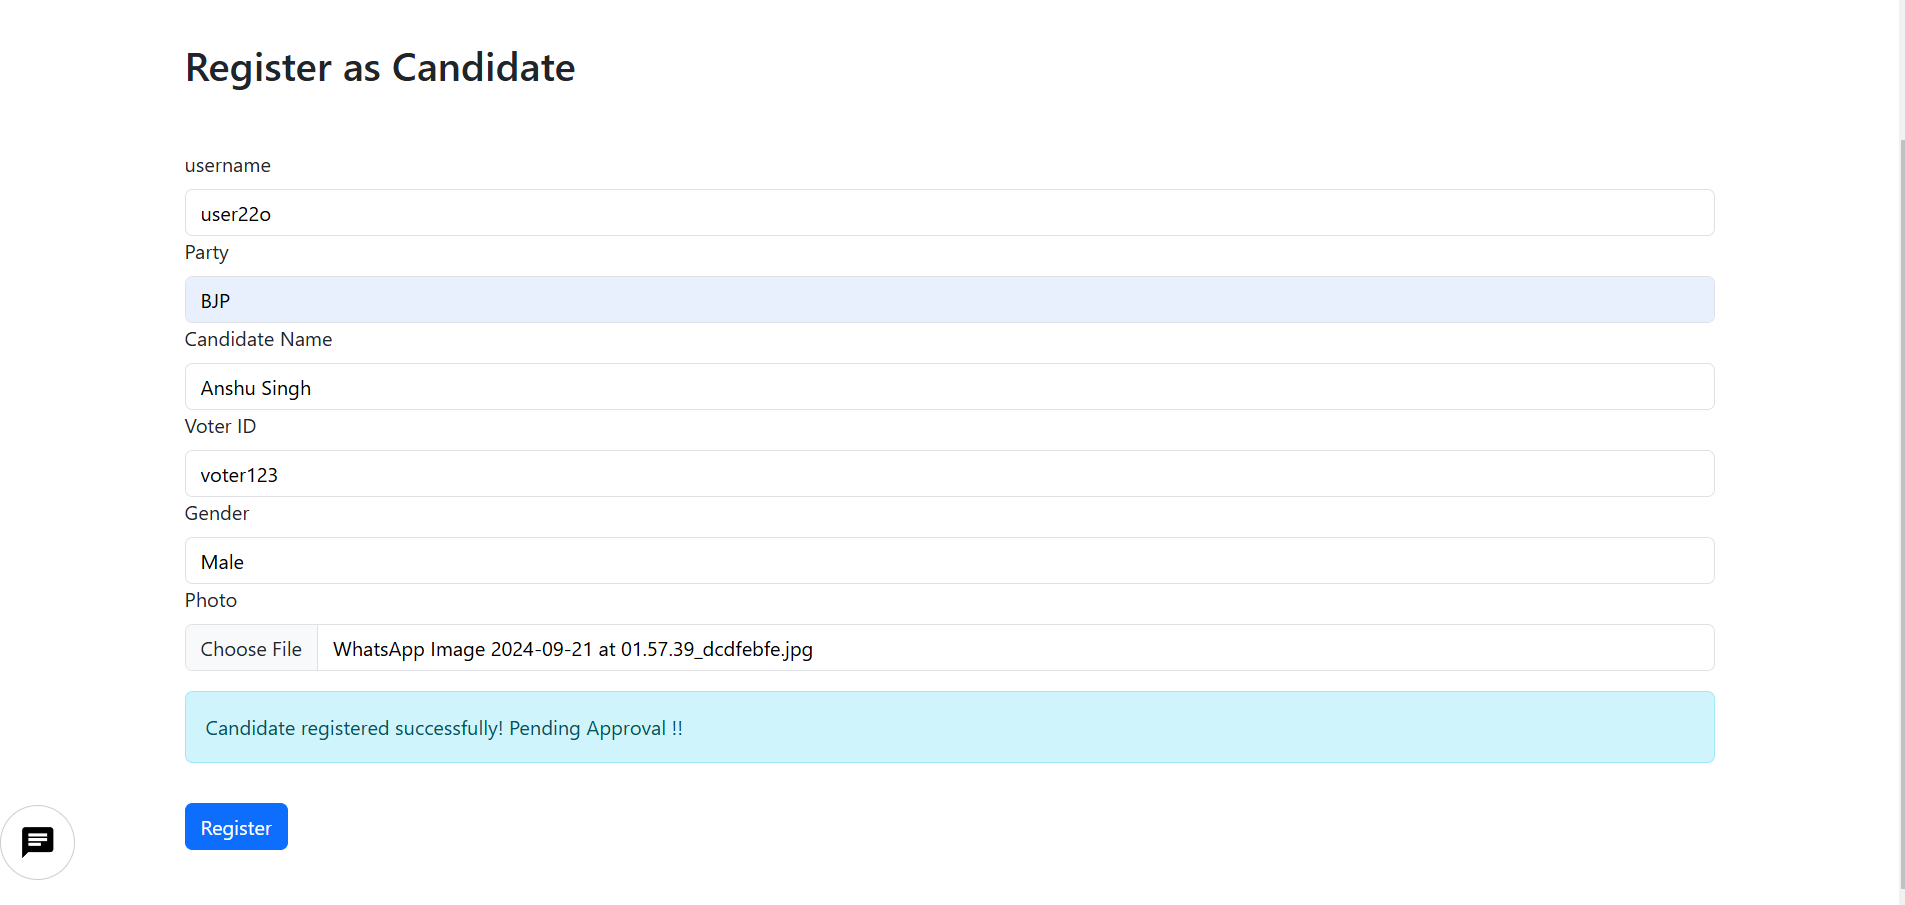 Register as Candidate
username
user22o
Party
BJP
Candidate Name
Anshu Singh
Voter ID
voter123
Gender
Male
Photo
Choose File WhatsApp Image 2024-09-21 at 01.57.39_dcdfebfe.jpg
Candidate registered successfully! Pending Approval !!
Register